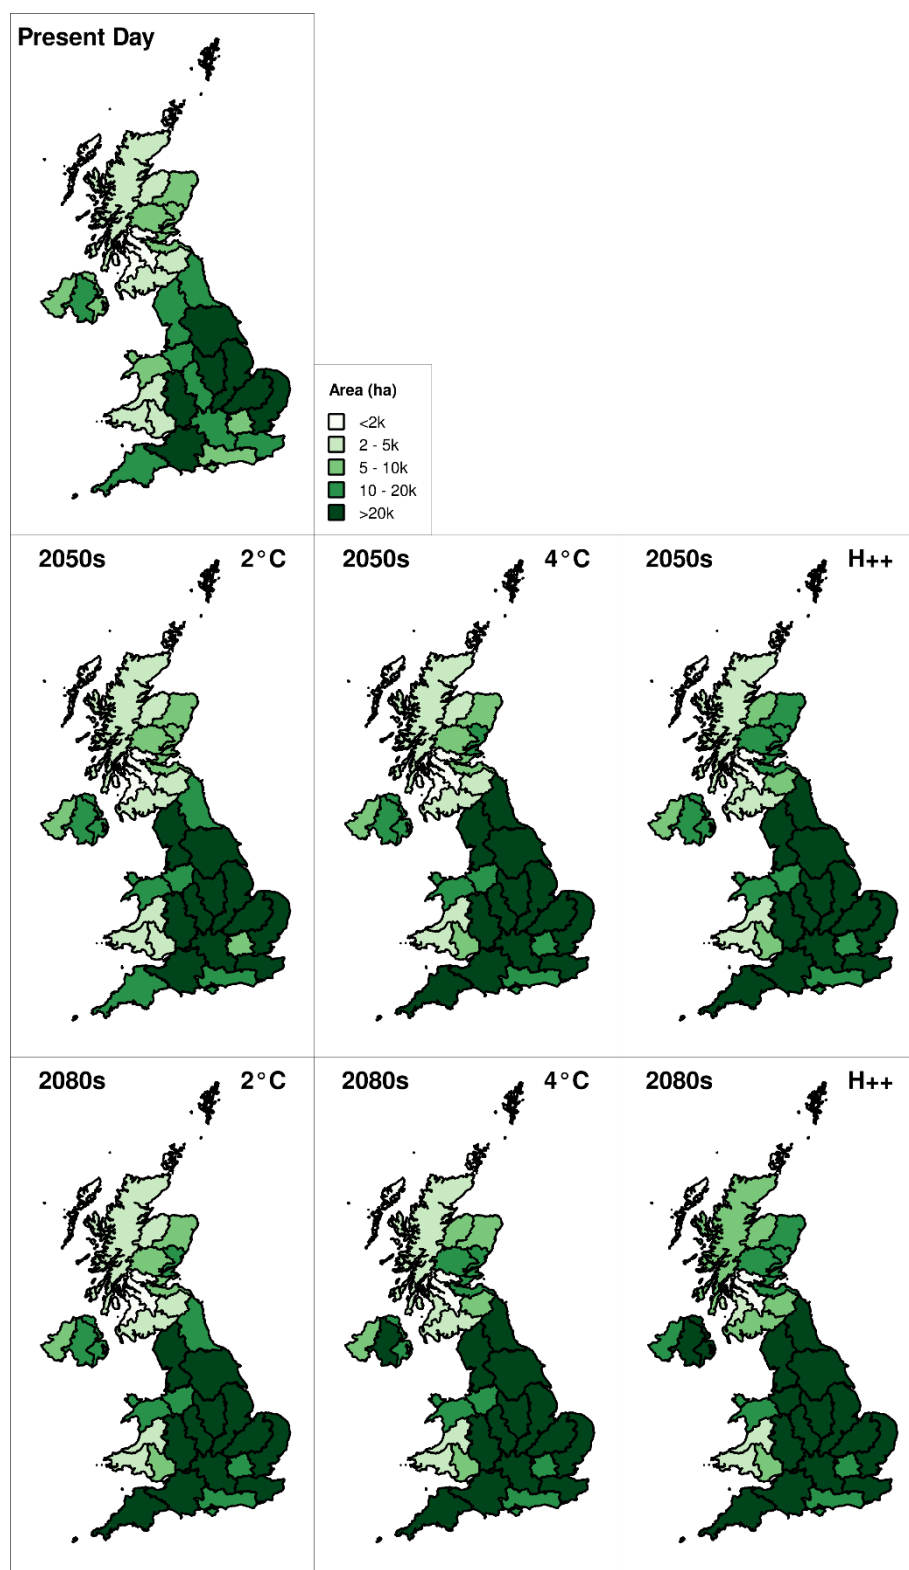 Present Day
Area (ha)
<2k
2 - 5k
5 - 10k
10 - 20k
>20k
2050s 2°C
2050s 4°C
2050s H++
2080s 2°C
2080s 4°C
2080s H++